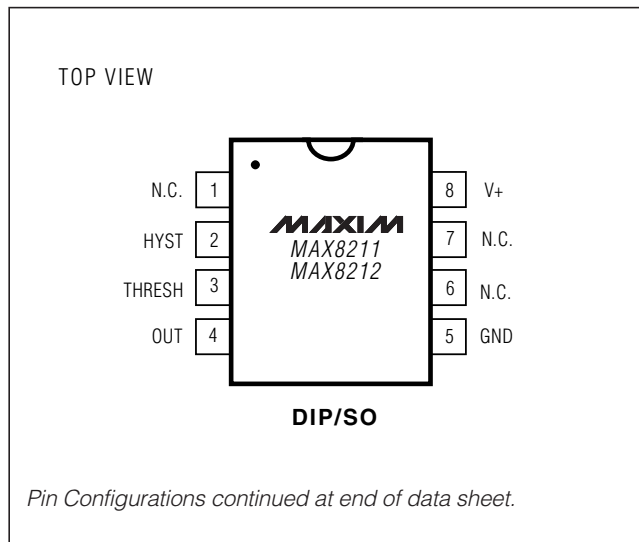 TOP VIEW
N.C. 1
HYST 2
THRESH 3
OUT 4
MAXIM
MAX8211
MAX8212
8 V+
7 N.C.
6 N.C.
5 GND
DIP/SO
Pin Configurations continued at end of data sheet.